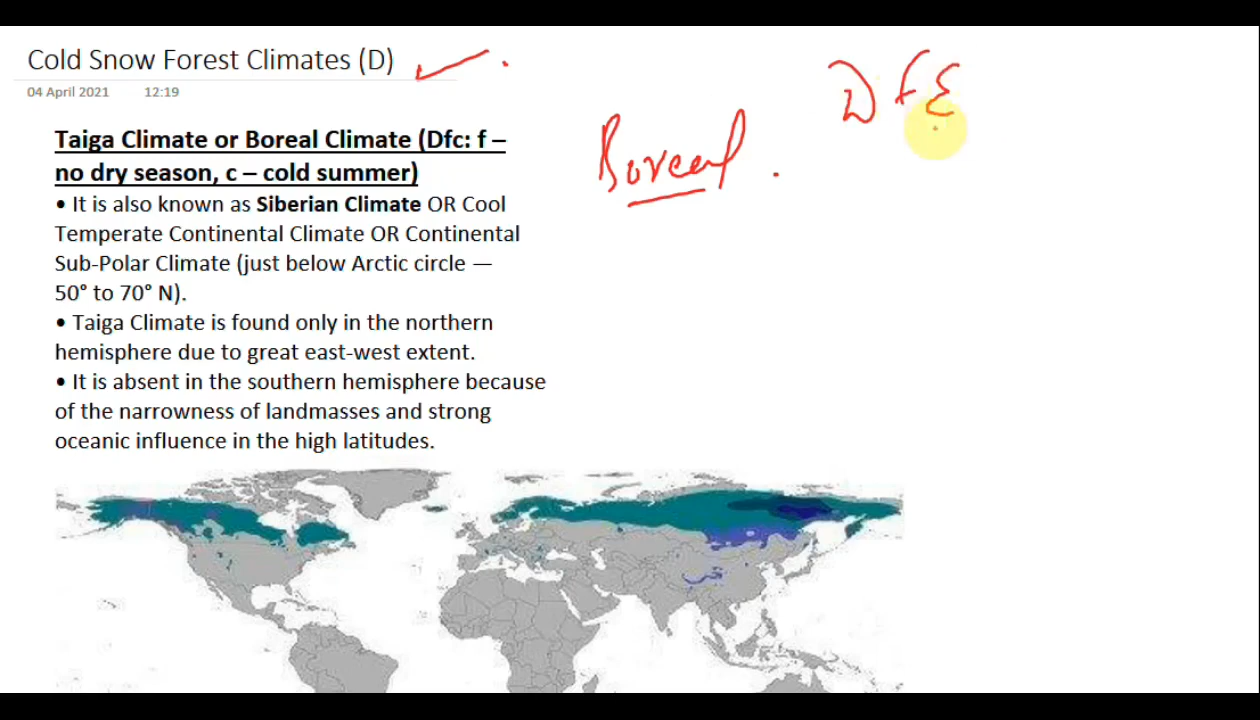 Cold Snow Forest Climates (D)
04 April 2021 12:19
Taiga Climate or Boreal Climate (Dfc: f –
no dry season, c – cold summer)
• It is also known as Siberian Climate OR Cool
Temperate Continental Climate OR Continental
Sub-Polar Climate (just below Arctic circle —
50° to 70° N).
• Taiga Climate is found only in the northern
hemisphere due to great east-west extent.
• It is absent in the southern hemisphere because
of the narrowness of landmasses and strong
oceanic influence in the high latitudes.
Boreal.